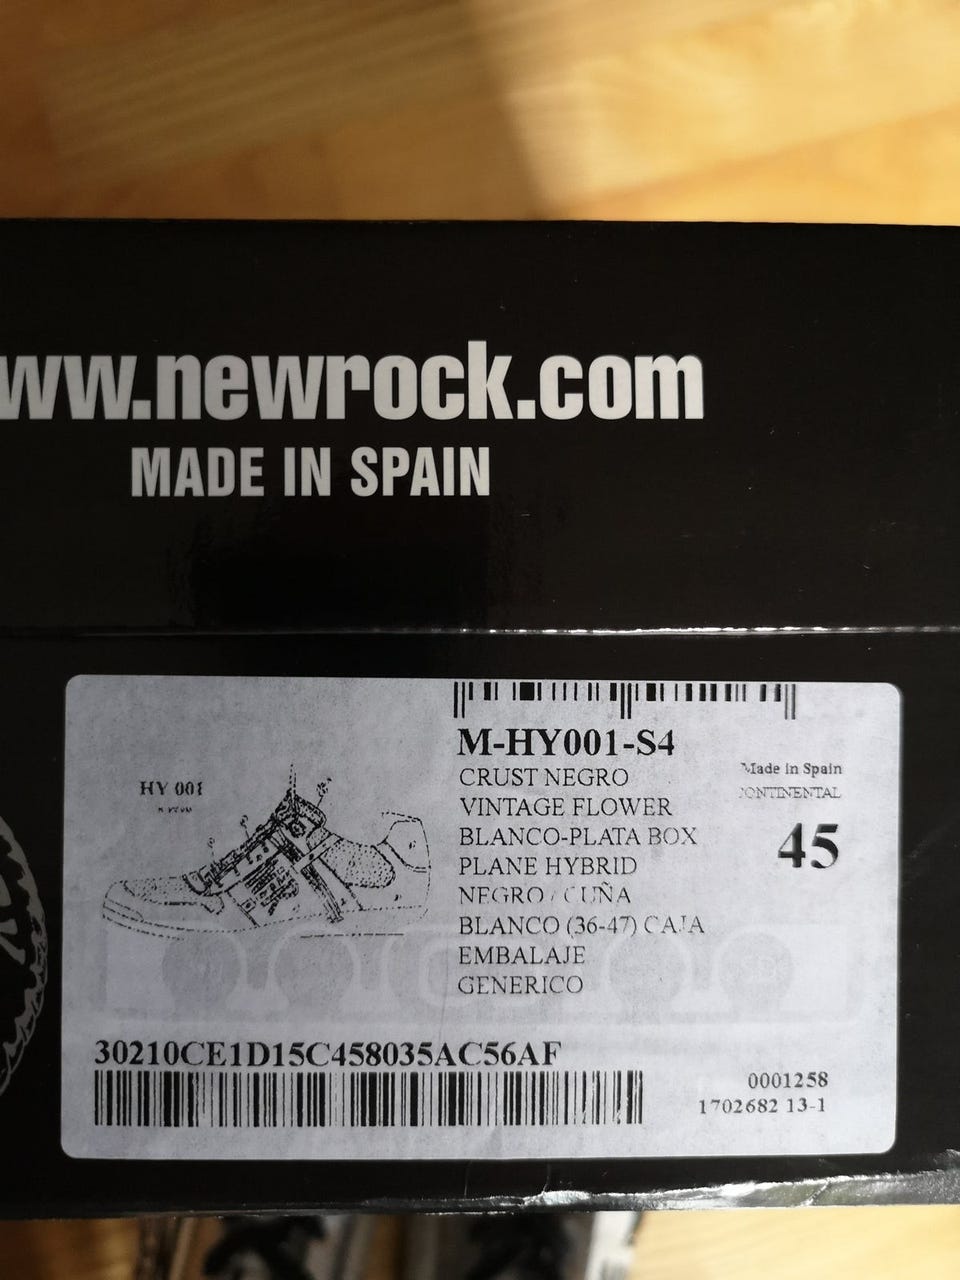 ww.newrock.com
MADE IN SPAIN
M-HY001-S4
HY 001
CRUST NEGRO
VINTAGE FLOWER
BLANCO-PLATA BOX
PLANE HYBRID
NEGRO / CUÑA
BLANCO (36-47) CAJA
EMBALAJE
GENERICO
Made in Spain
CONTINENTAL
45
30210CE1D15C458035AC56AF
0001258
1702682 13-1